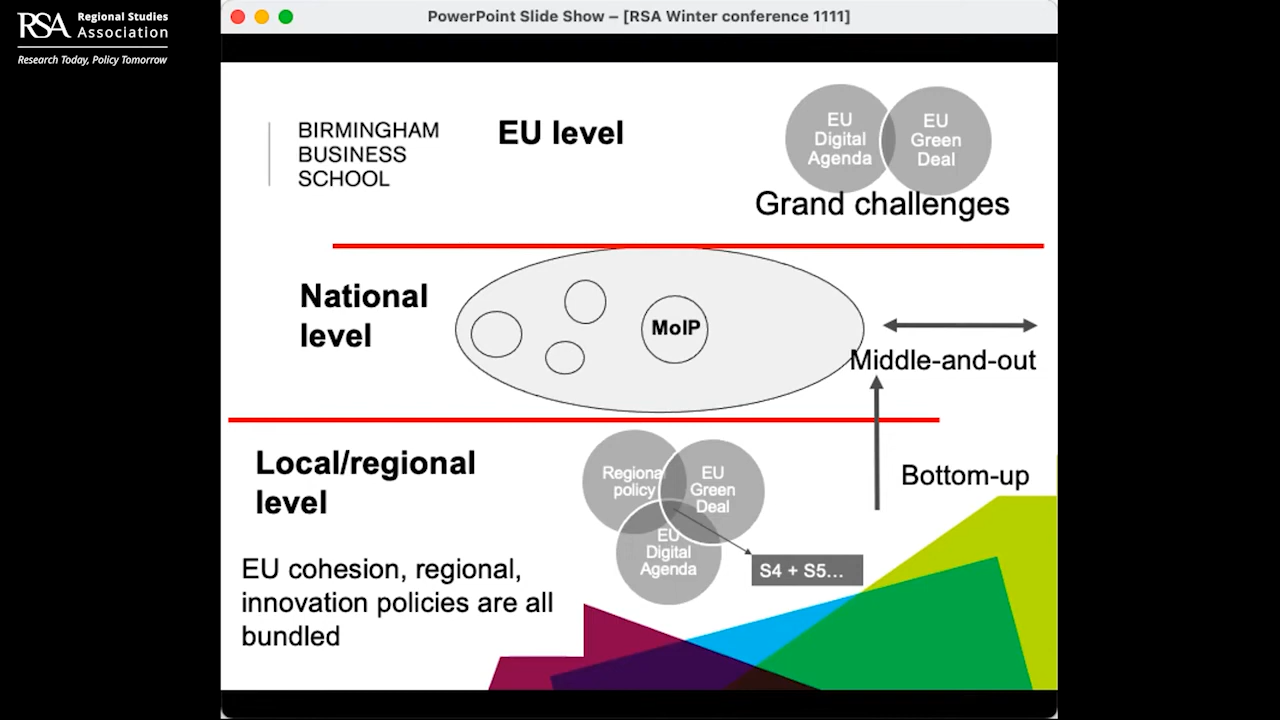 RSA Regional Studies
Association
Research Today, Policy Tomorrow
PowerPoint Slide Show – [RSA Winter conference 1111]
BIRMINGHAM
BUSINESS
SCHOOL
EU level
EU
Digital
Agenda
EU
Green
Deal
Grand challenges
National
level
MoIP
Middle-and-out
Local/regional
level
Regional
policy
EU
Green
Deal
EU
Digital
Agenda
Bottom-up
S4 + S5...
EU cohesion, regional,
innovation policies are all
bundled